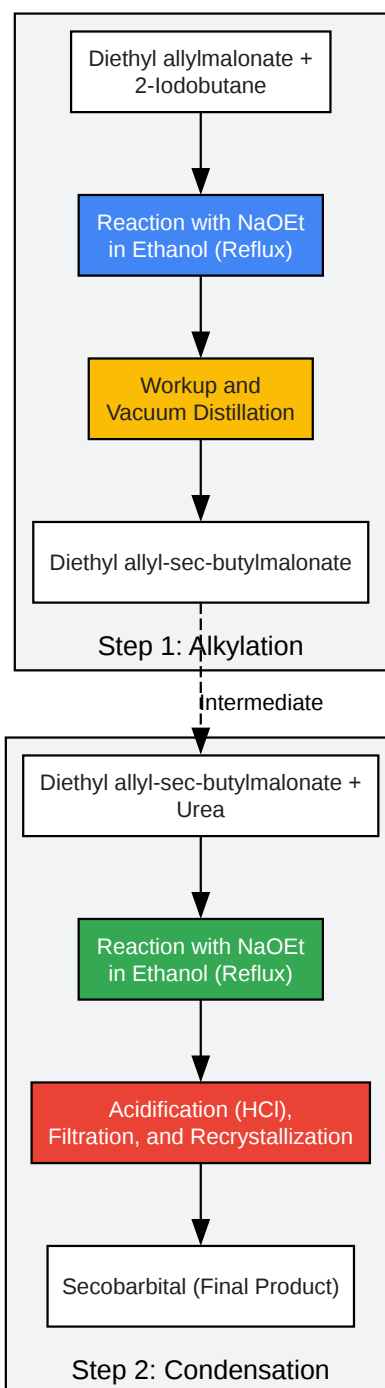 Diethyl allylmalonate +
2-Iodobutane
Reaction with NaOEt
in Ethanol (Reflux)
Workup and
Vacuum Distillation
Diethyl allyl-sec-butylmalonate
Step 1: Alkylation
Intermediate
Diethyl allyl-sec-butylmalonate +
Urea
Reaction with NaOEt
in Ethanol (Reflux)
Acidification (HCl),
Filtration, and Recrystallization
Secobarbital (Final Product)
Step 2: Condensation